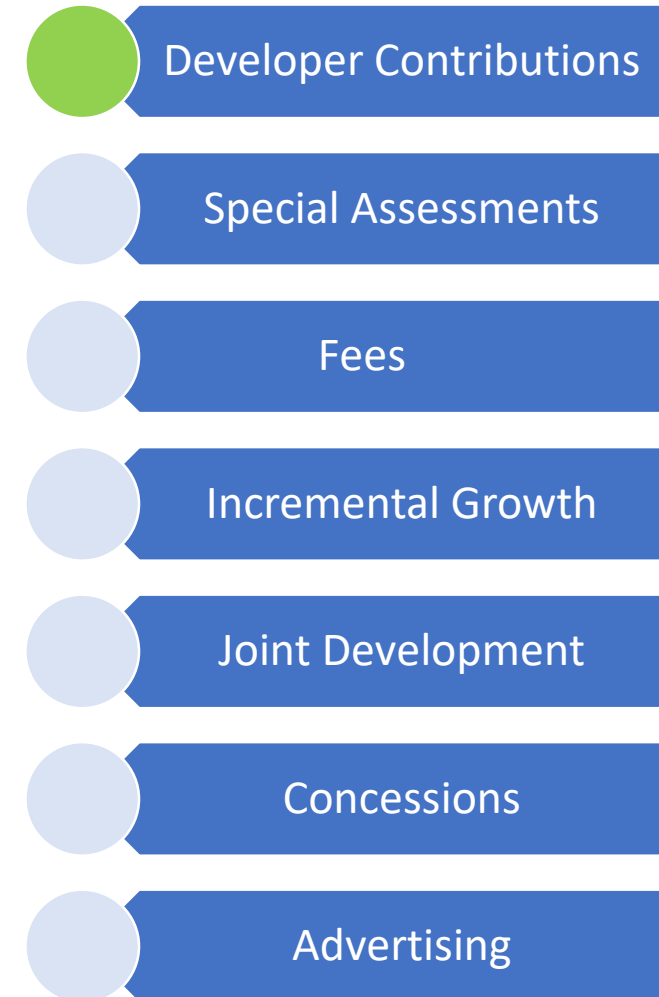 Developer Contributions
Special Assessments
Fees
Incremental Growth
Joint Development
Concessions
Advertising